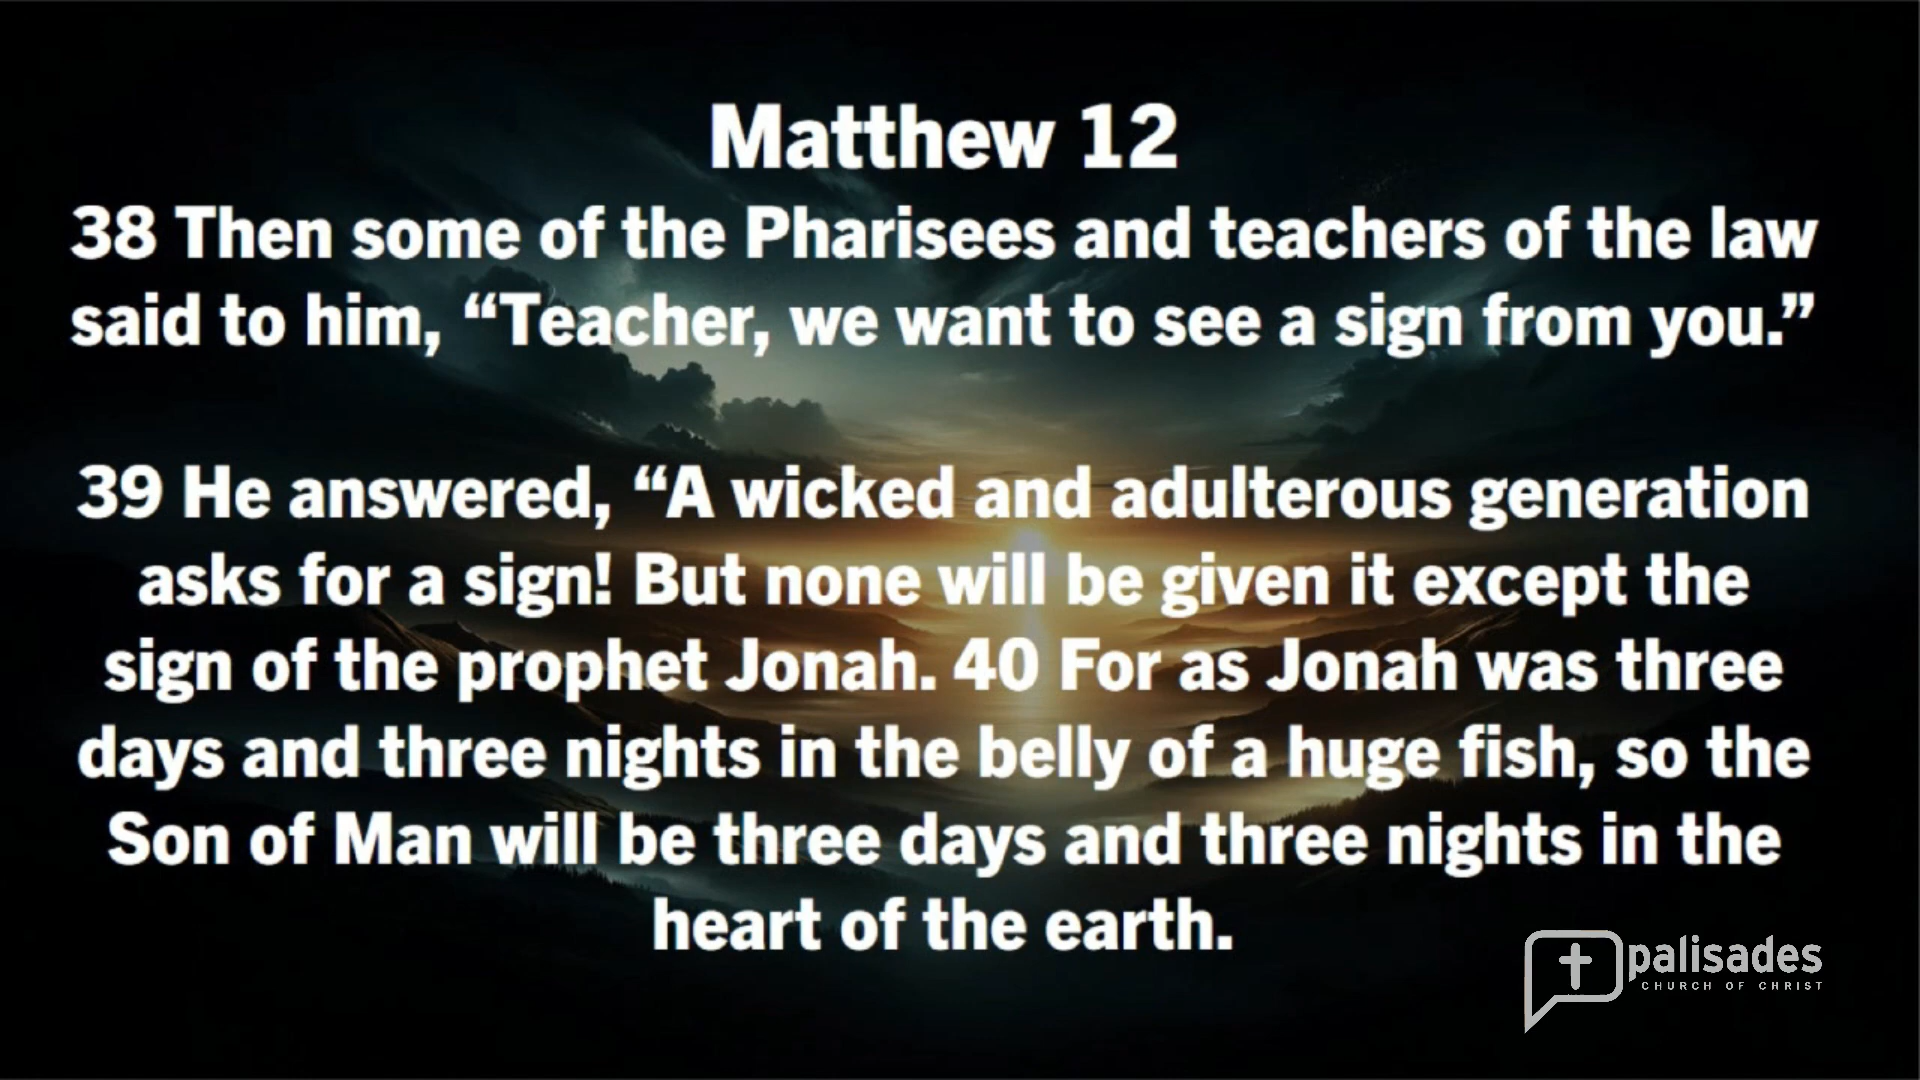 Matthew 12
38 Then some of the Pharisees and teachers of the law
said to him, “Teacher, we want to see a sign from you.”
39 He answered, “A wicked and adulterous generation
asks for a sign! But none will be given it except the
sign of the prophet Jonah. 40 For as Jonah was three
days and three nights in the belly of a huge fish, so the
Son of Man will be three days and three nights in the
heart of the earth.
palisades
CHURCH OF CHRIST